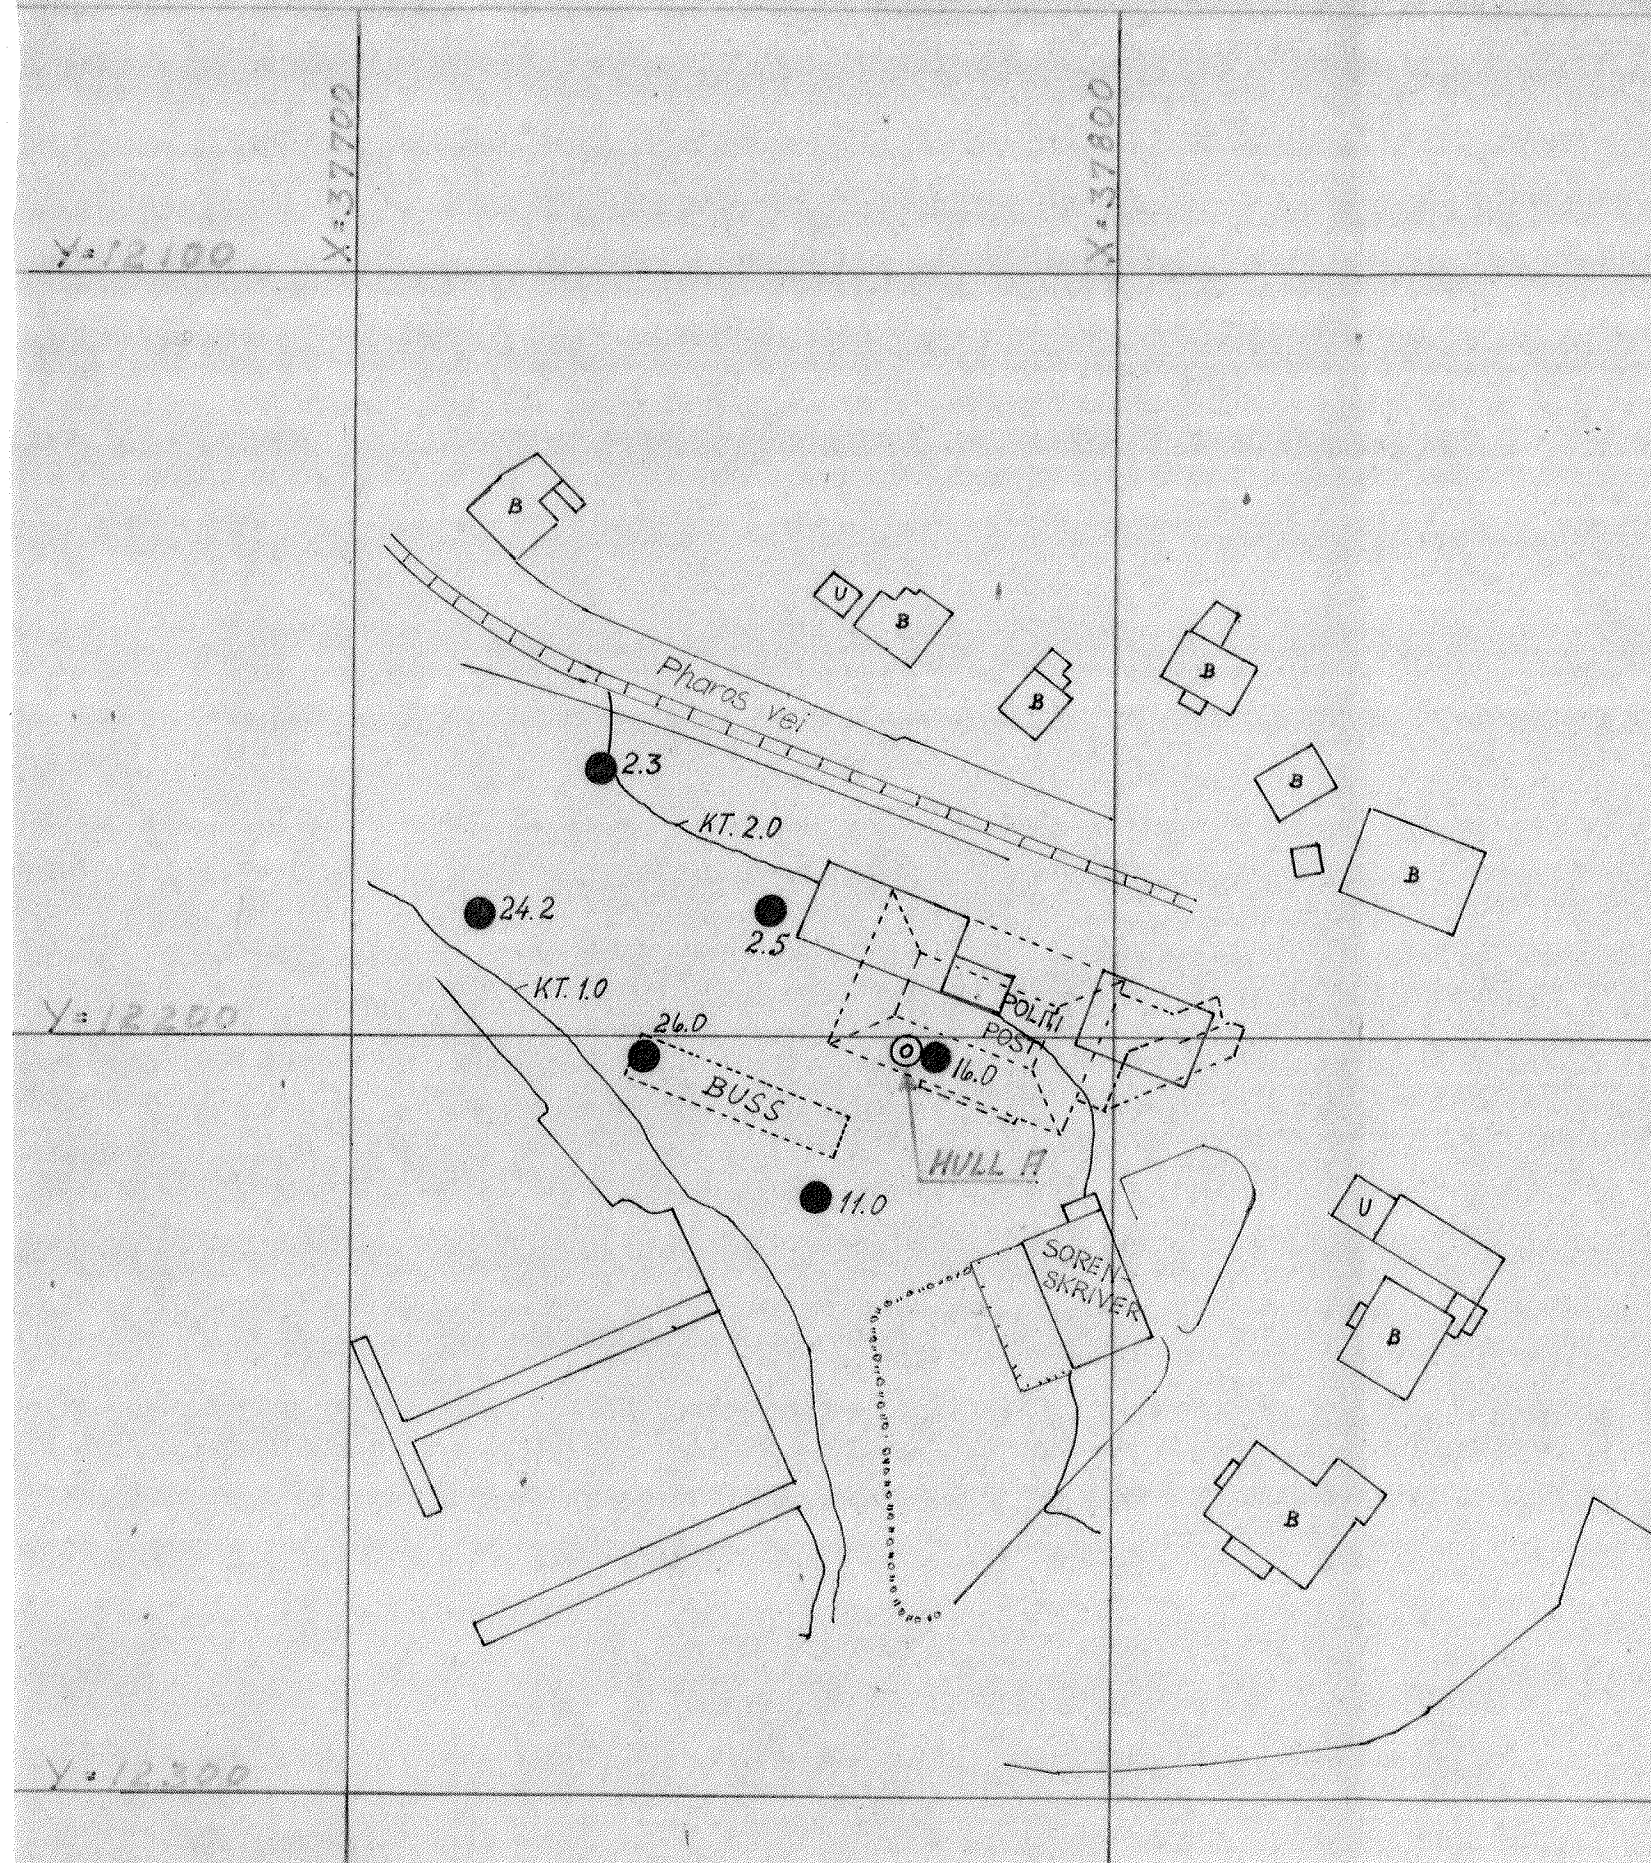 X=37700
X=37800
Y=12100
B
U
B
B
B
Pharos vei
2.3
B
KT. 2.0
B
24.2
2.5
KT. 1.0
POLITI
Y=12200
26.0
POST
16.0
BUSS
HULL A
11.0
U
SOREN-
SKRIVER
B
B
Y=12300